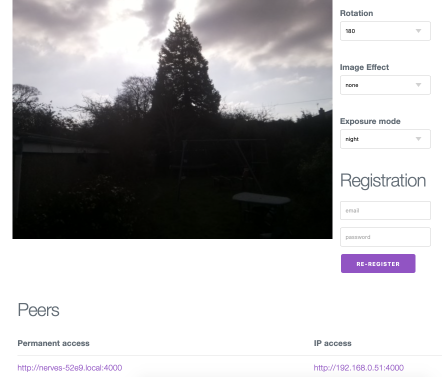 Rotation
180
Image Effect
none
Exposure mode
night
Registration
email
password
RE-REGISTER
Peers
Permanent access
IP access
http://nerves-52e9.local:4000
http://192.168.0.51:4000